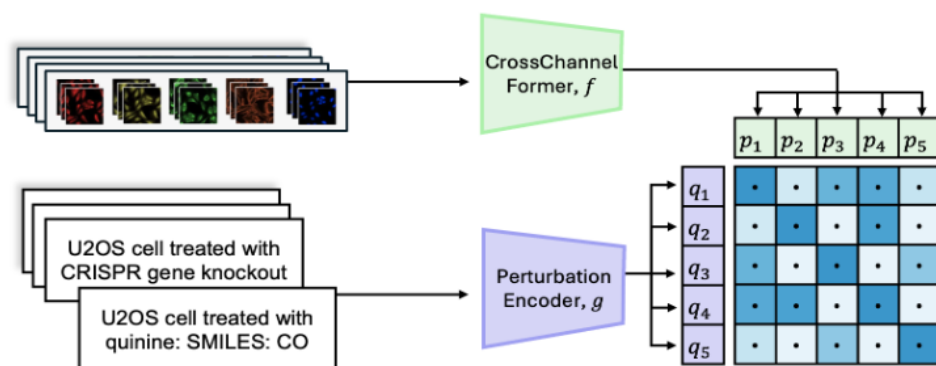 CrossChannel
Former, f
p₁ p₂ p₃ p₄ p₅
U2OS cell treated with
CRISPR gene knockout
U2OS cell treated with
quinine: SMILES: CO
Perturbation
Encoder, g
q₁
q₂
q₃
q₄
q₅